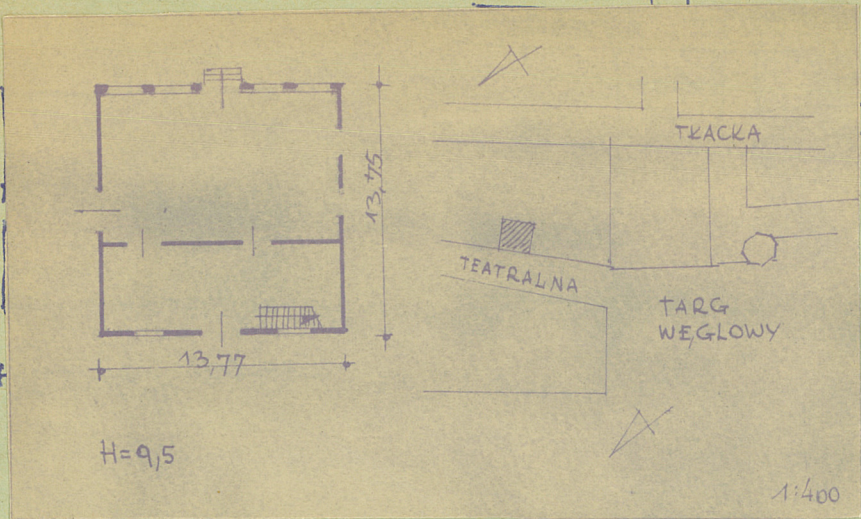 13,75
13,77
H=9,5
TKACKA
TEATRALNA
TARG
WĘGLOWY
1:400